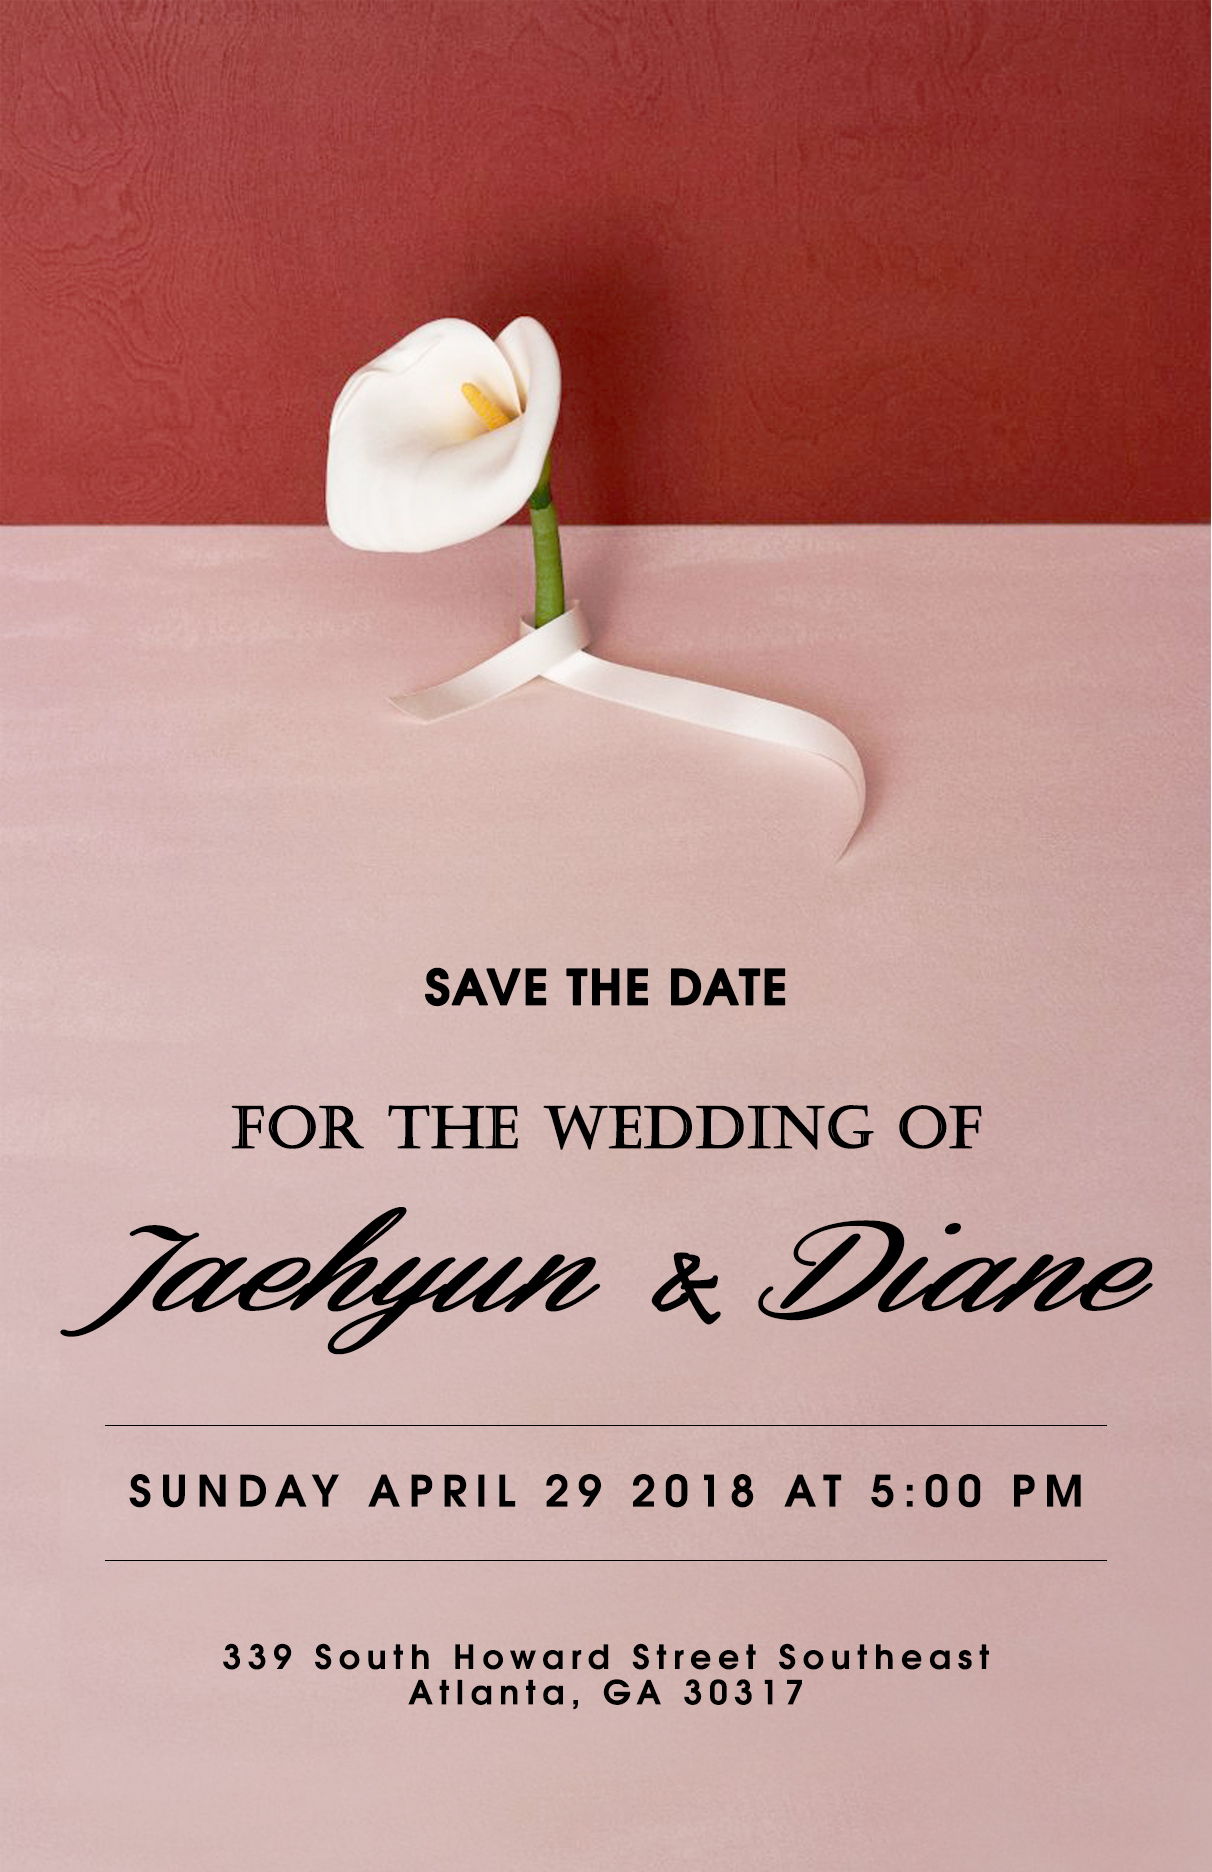 SAVE THE DATE
FOR THE WEDDING OF
Jaehyun & Diane
SUNDAY APRIL 29 2018 AT 5:00 PM
339 South Howard Street Southeast
Atlanta, GA 30317